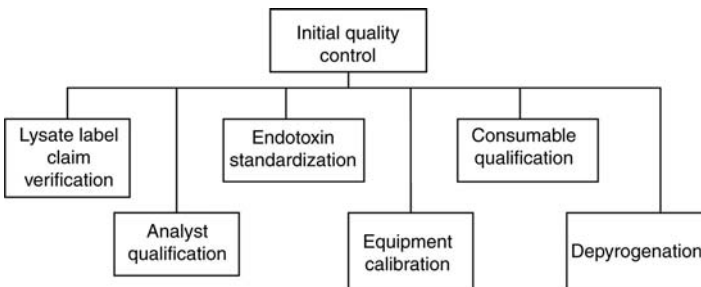 Initial quality
control
Lysate label
claim
verification
Endotoxin
standardization
Consumable
qualification
Analyst
qualification
Equipment
calibration
Depyrogenation